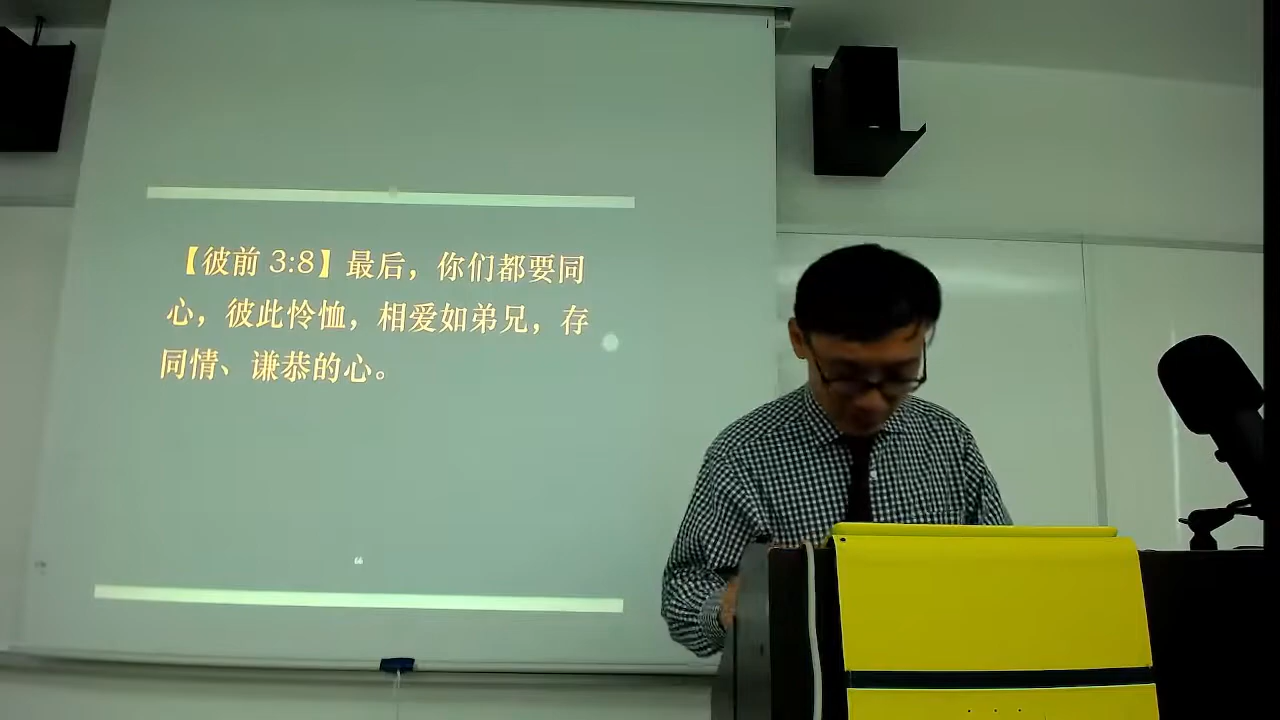 【彼前 3:8】最后，你们都要同
心，彼此怜恤，相爱如弟兄，存
同情、谦恭的心。